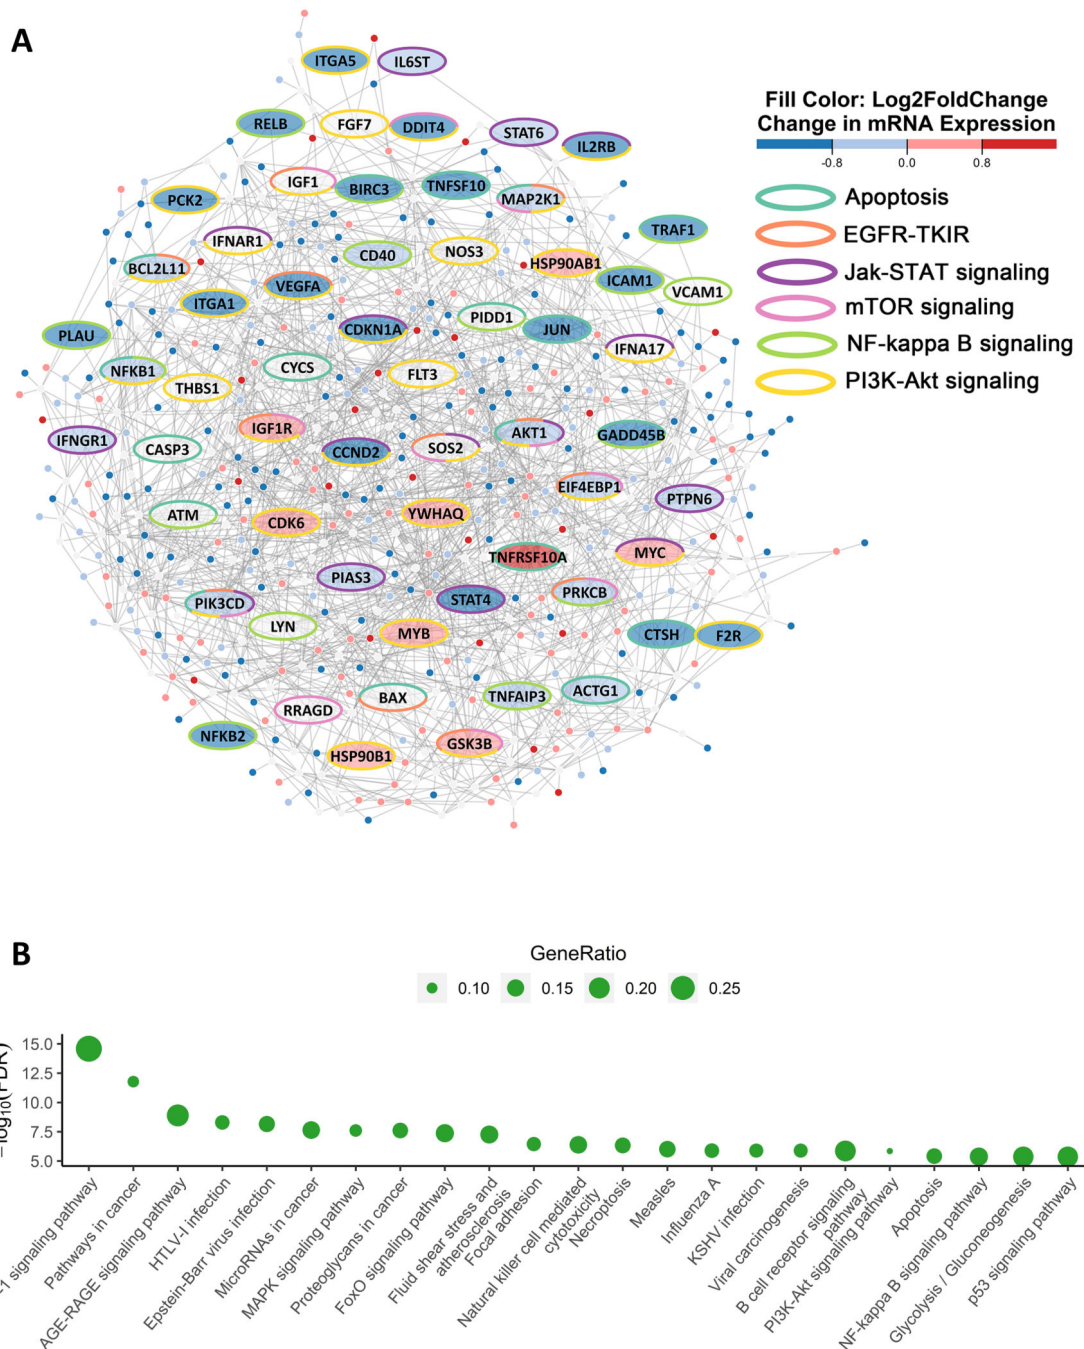 A
ITGA5
IL6ST
RELB
FGF7
DDIT4
STAT6
IL2RB
IGF1
BIRC3
TNFSF10
MAP2K1
PCK2
TRAF1
IFNAR1
CD40
NOS3
HSP90AB1
BCL2L11
VEGFA
ICAM1
VCAM1
ITGA1
PIDD1
CDKN1A
JUN
PLAU
IFNA17
NFKB1
CYCS
FLT3
THBS1
IGF1R
IFNGR1
CASP3
CCND2
SOS2
AKT1
GADD45B
EIF4EBP1
PTPN6
ATM
CDK6
YWHAQ
TNFRSF10A
MYC
PIAS3
PIK3CD
STAT4
PRKCB
LYN
MYB
CTSH
F2R
RRAGD
BAX
TNFAIP3
ACTG1
NFKB2
HSP90B1
GSK3B
Fill Color: Log2FoldChange
Change in mRNA Expression
-0.8 0.0 0.8
Apoptosis
EGFR-TKIR
Jak-STAT signaling
mTOR signaling
NF-kappa B signaling
PI3K-Akt signaling
B
GeneRatio
0.10 0.15 0.20 0.25
15.0
12.5
10.0
7.5
5.0
-1 signaling pathway
Pathways in cancer
AGE-RAGE signaling pathway
HTLV-I infection
Epstein-Barr virus infection
MicroRNAs in cancer
MAPK signaling pathway
Proteoglycans in cancer
FoxO signaling pathway
Fluid shear stress and
atherosclerosis
Focal adhesion
Natural killer cell mediated
cytotoxicity
Necroptosis
Measles
Influenza A
KSHV infection
Viral carcinogenesis
B cell receptor signaling
pathway
PI3K-Akt signaling pathway
Apoptosis
NF-kappa B signaling pathway
Glycolysis / Gluconeogenesis
p53 signaling pathway